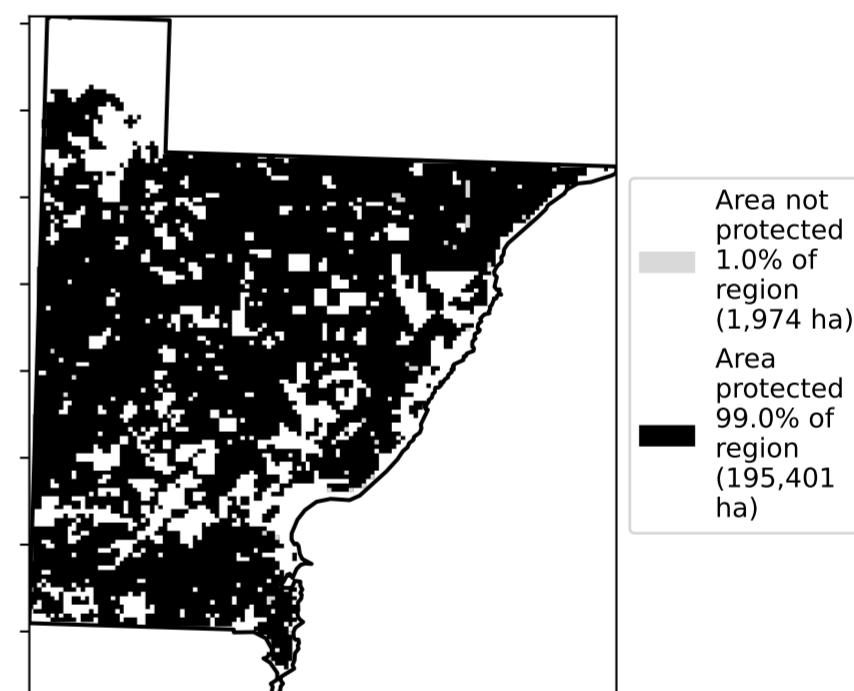 Area not
protected
1.0% of
region
(1,974 ha)
Area
protected
99.0% of
region
(195,401
ha)